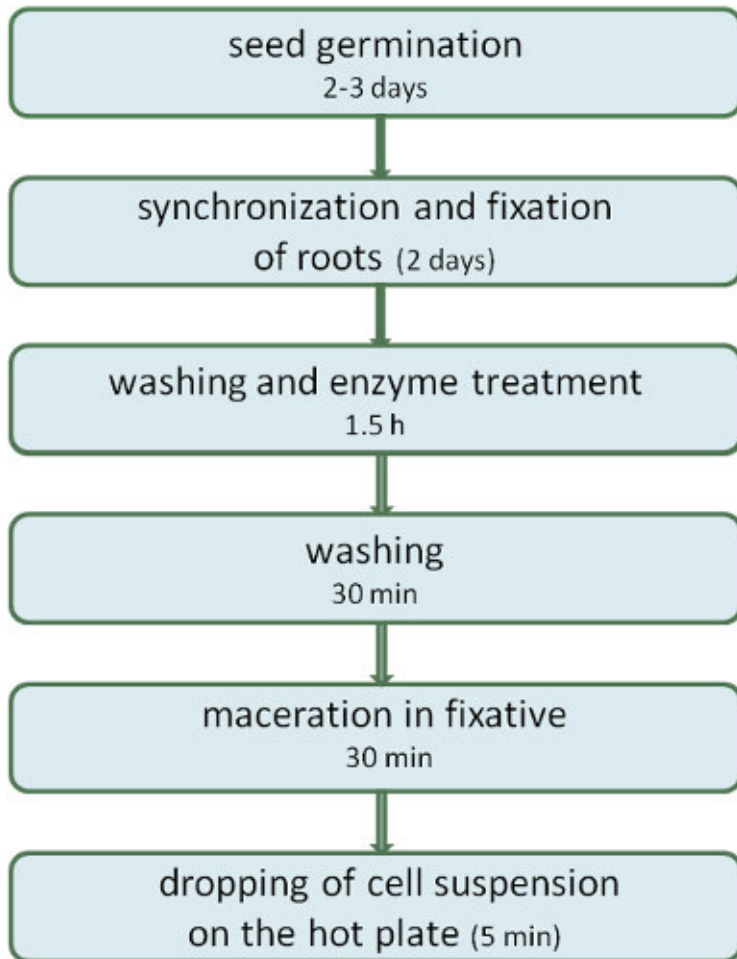 seed germination
2-3 days
synchronization and fixation
of roots (2 days)
washing and enzyme treatment
1.5 h
washing
30 min
maceration in fixative
30 min
dropping of cell suspension
on the hot plate (5 min)